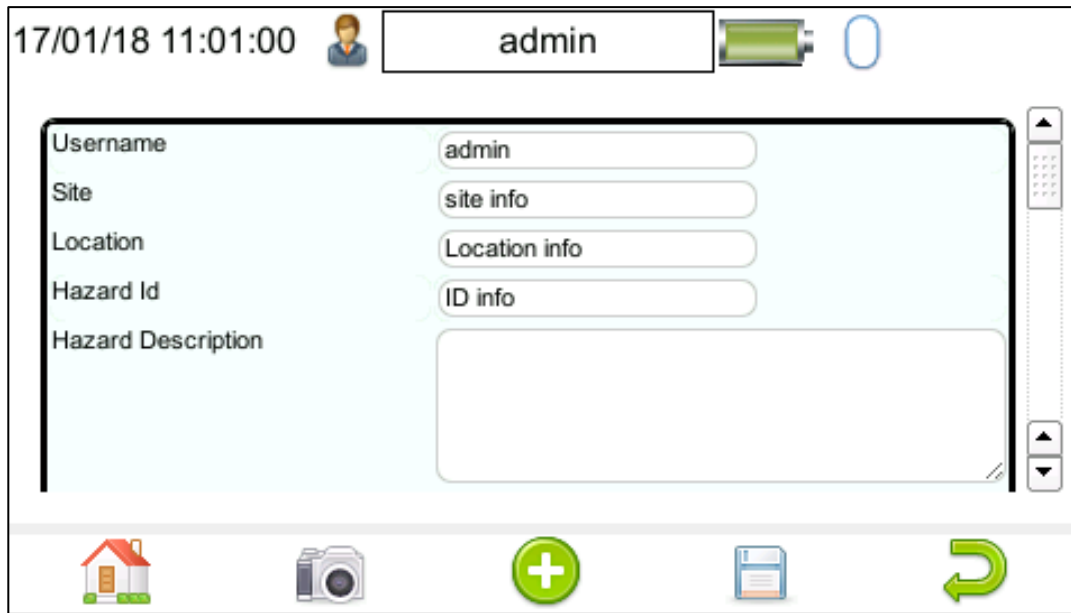 17/01/18 11:01:00 admin
Username admin
Site site info
Location Location info
Hazard Id ID info
Hazard Description